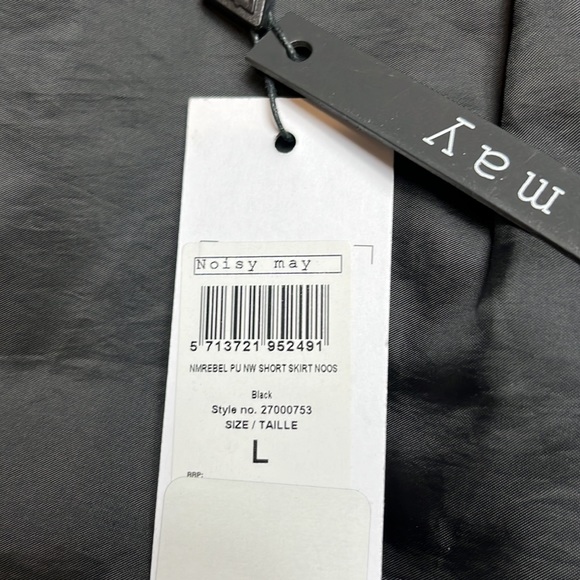 may
Noisy may
5 713721 952491
NMREBEL PU NW SHORT SKIRT NOOS
Black
Style no. 27000753
SIZE / TAILLE
L
RRP: